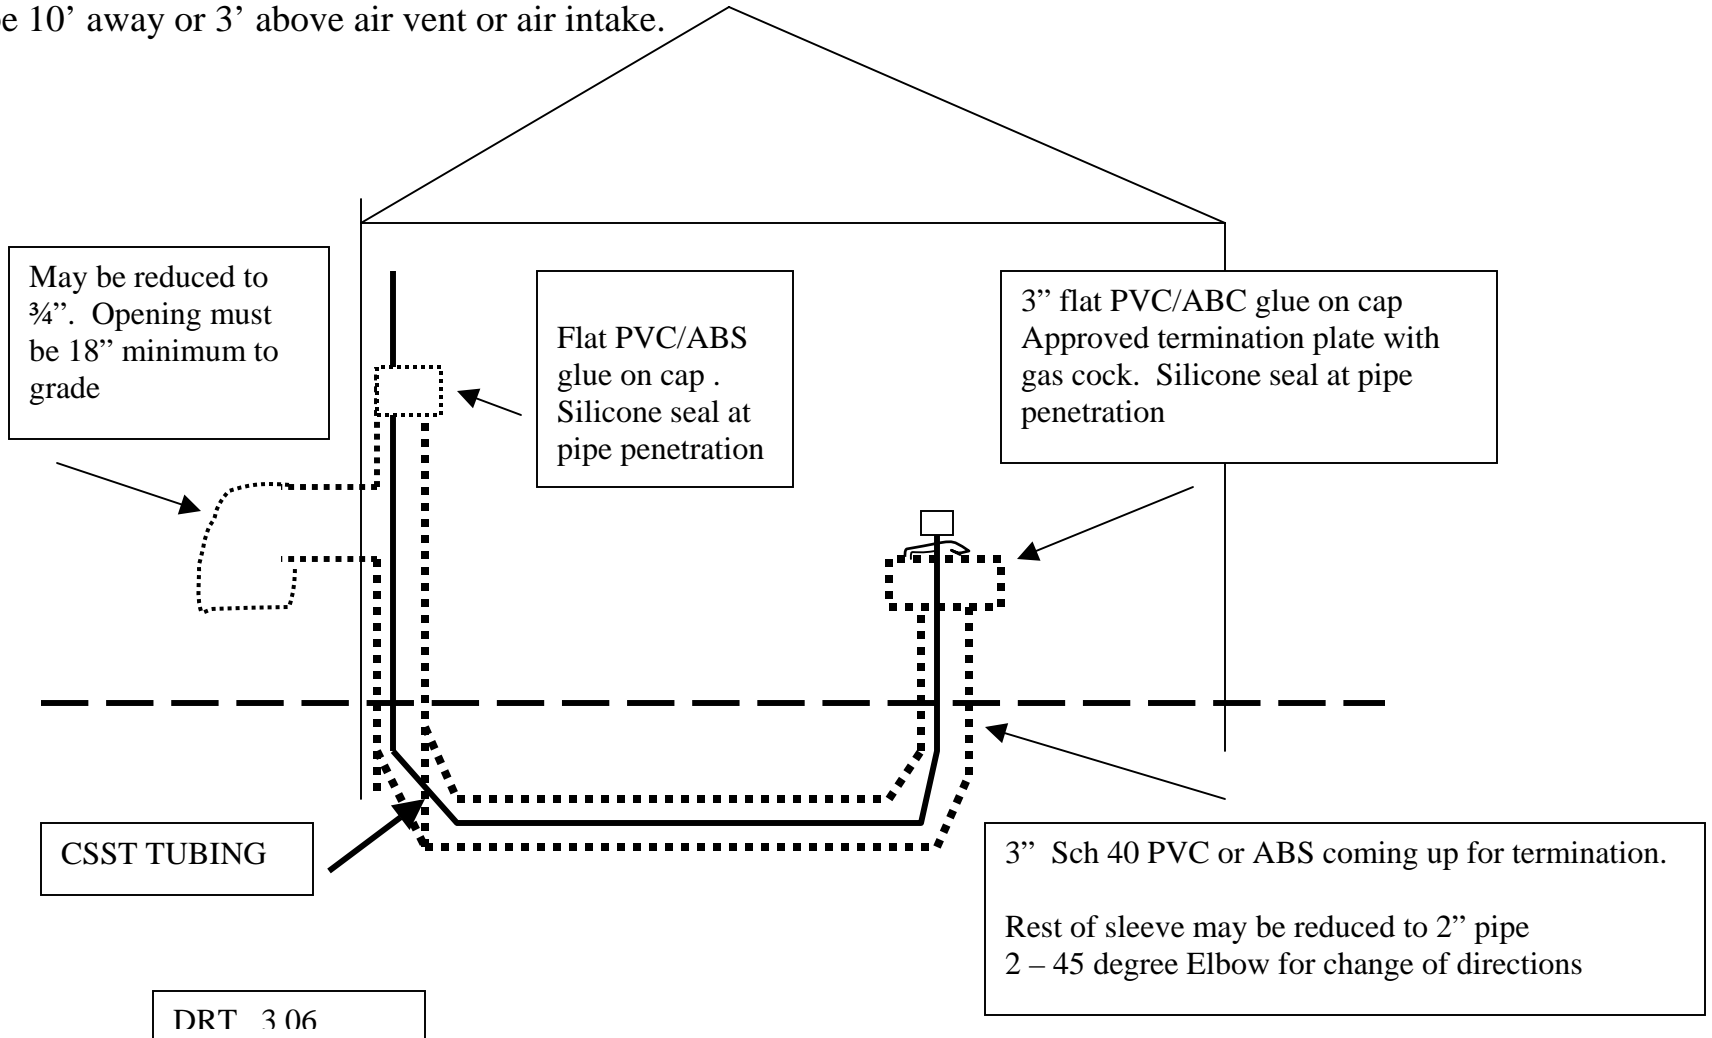 10’ away or 3’ above air vent or air intake.
May be reduced to
¾”.  Opening must
be 18” minimum to
grade
Flat PVC/ABS
glue on cap .
Silicone seal at
pipe penetration
3” flat PVC/ABC glue on cap
Approved termination plate with
gas cock.  Silicone seal at pipe
penetration
CSST TUBING
3”  Sch 40 PVC or ABS coming up for termination.
Rest of sleeve may be reduced to 2” pipe
2 – 45 degree Elbow for change of directions
DRT   3 06